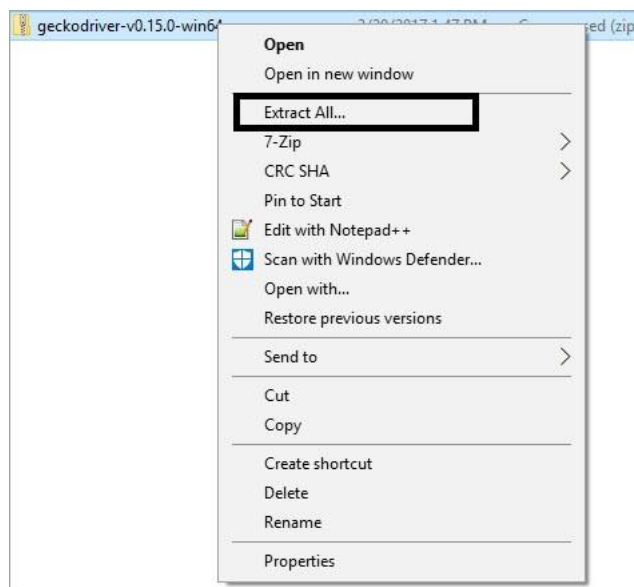 geckodriver-v0.15.0-win64
Open
Open in new window
Extract All...
7-Zip
CRC SHA
Pin to Start
Edit with Notepad++
Scan with Windows Defender...
Open with...
Restore previous versions
Send to
Cut
Copy
Create shortcut
Delete
Rename
Properties